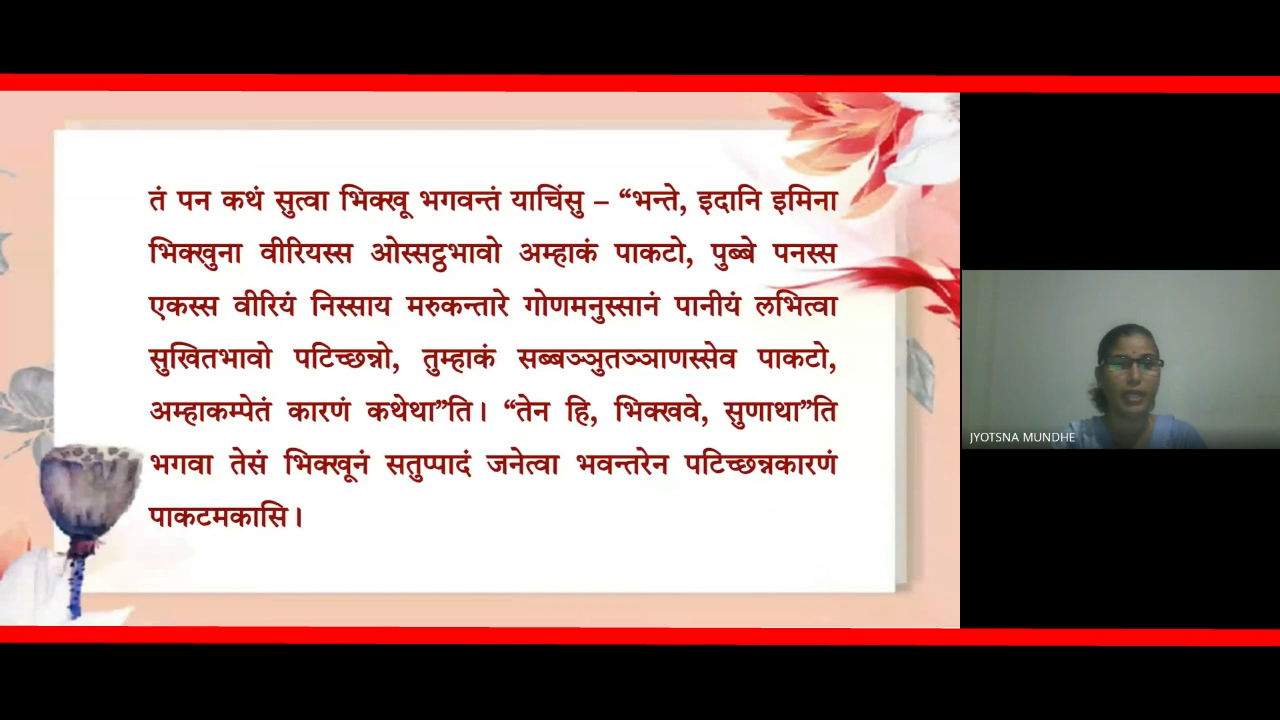 तं पन कथं सुत्वा भिक्खू भगवन्तं याचिंसु – “भन्ते, इदानि इमिना
भिक्खुना वीरियस्स ओस्सट्ठभावो अम्हाकं पाकटो, पुब्बे पनस्स
एकस्स वीरियं निस्साय मरुकन्तारे गोणमनुस्सानं पानीयं लभित्वा
सुखितभावो पटिच्छन्नो, तुम्हाकं सब्बञ्ञुतञ्ञाणस्सेव पाकटो,
अम्हाकम्पेतं कारणं कथेथा”ति। “तेन हि, भिक्खवे, सुणाथा”ति
भगवा तेसं भिक्खूनं सतुप्पादं जनेत्वा भवन्तरेन पटिच्छन्नकारणं
पाकटमकासि।
JYOTSNA MUNDHE